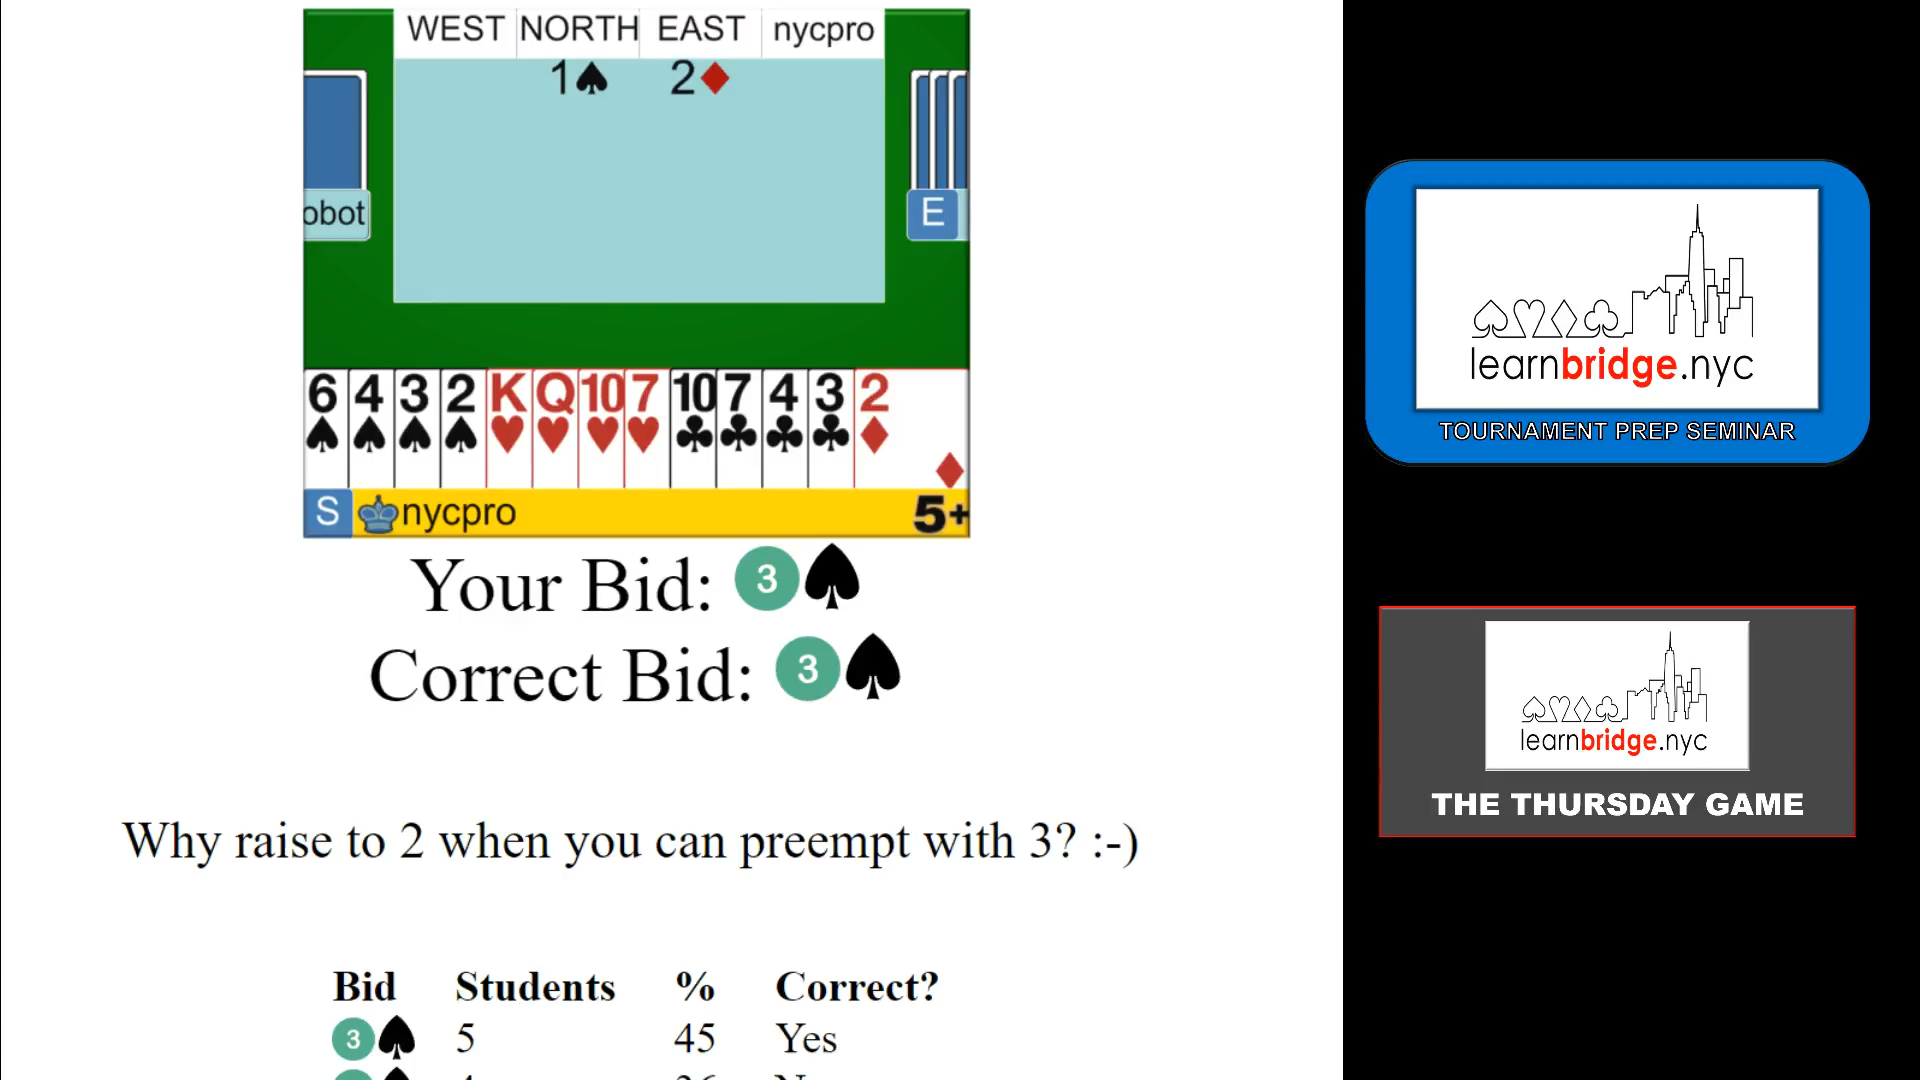 WEST NORTH EAST nycpro
1♠ 2♦
obot
E
6♠ 4♠ 3♠ 2♠ K♥ Q♥ 10♥ 7♥ 10♣ 7♣ 4♣ 3♣ 2♦
S nycpro 5+
Your Bid: 3♠
Correct Bid: 3♠
Why raise to 2 when you can preempt with 3? :-)
Bid Students % Correct?
3♠ 5 45 Yes
learnbridge.nyc
TOURNAMENT PREP SEMINAR
learnbridge.nyc
THE THURSDAY GAME